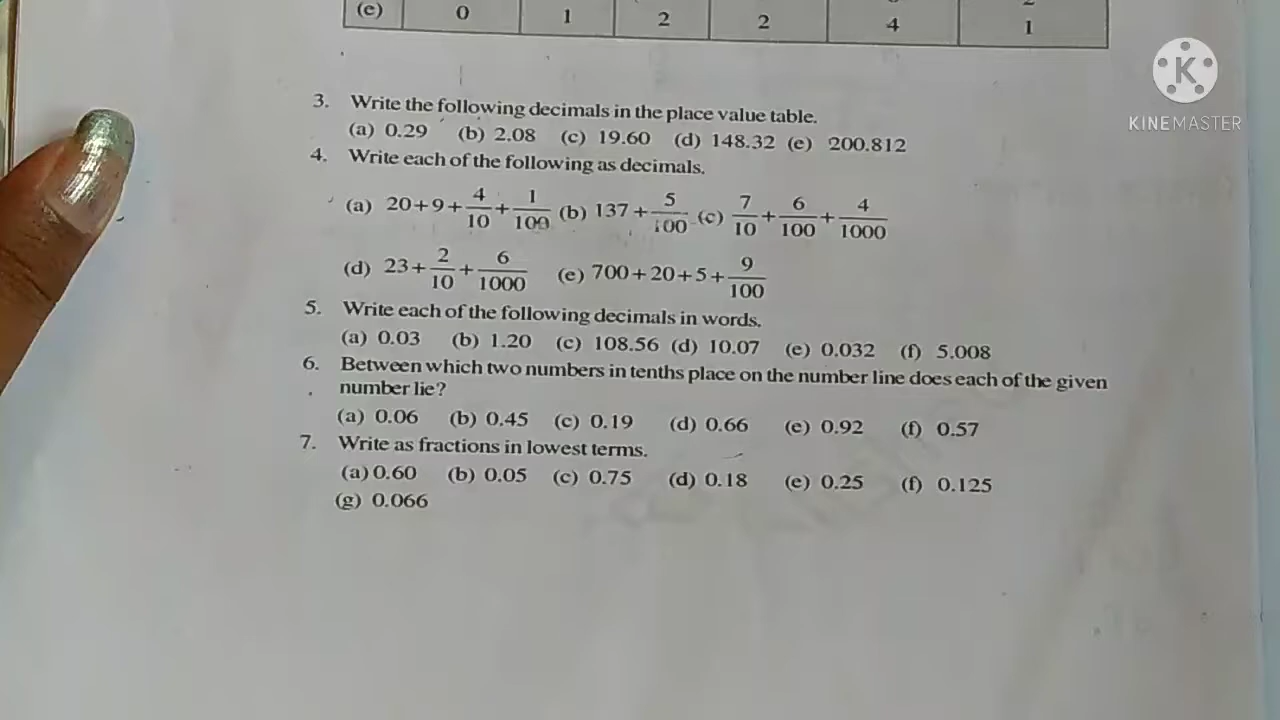 (e) 0 1 2 2 4 1
3. Write the following decimals in the place value table.
(a) 0.29 (b) 2.08 (c) 19.60 (d) 148.32 (e) 200.812
4. Write each of the following as decimals.
(a) 20+9+4/10+1/100 (b) 137+5/100 (c) 7/10+6/100+4/1000
(d) 23+2/10+6/1000 (e) 700+20+5+9/100
5. Write each of the following decimals in words.
(a) 0.03 (b) 1.20 (c) 108.56 (d) 10.07 (e) 0.032 (f) 5.008
6. Between which two numbers in tenths place on the number line does each of the given
number lie?
(a) 0.06 (b) 0.45 (c) 0.19 (d) 0.66 (e) 0.92 (f) 0.57
7. Write as fractions in lowest terms.
(a) 0.60 (b) 0.05 (c) 0.75 (d) 0.18 (e) 0.25 (f) 0.125
(g) 0.066
K
KINEMASTER